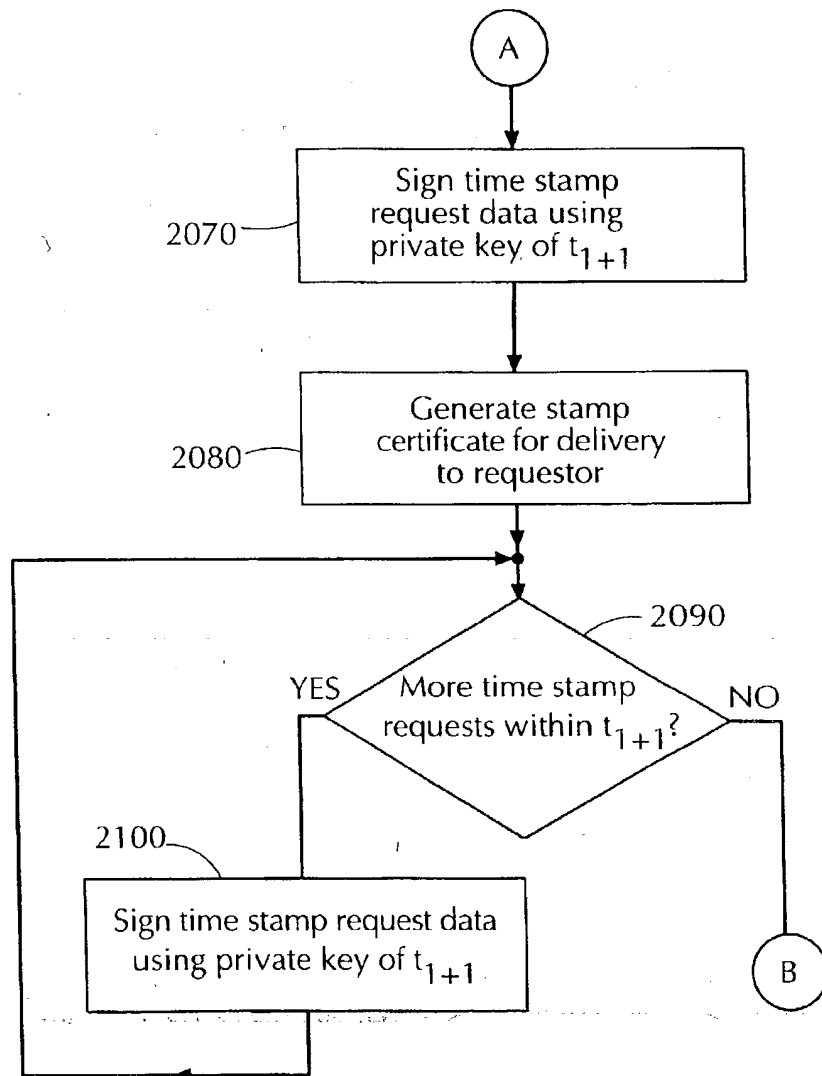 A
Sign time stamp
request data using
private key of t1+1
2070
Generate stamp
certificate for delivery
to requestor
2080
2090
YES
More time stamp
requests within t1+1?
NO
2100
Sign time stamp request data
using private key of t1+1
B